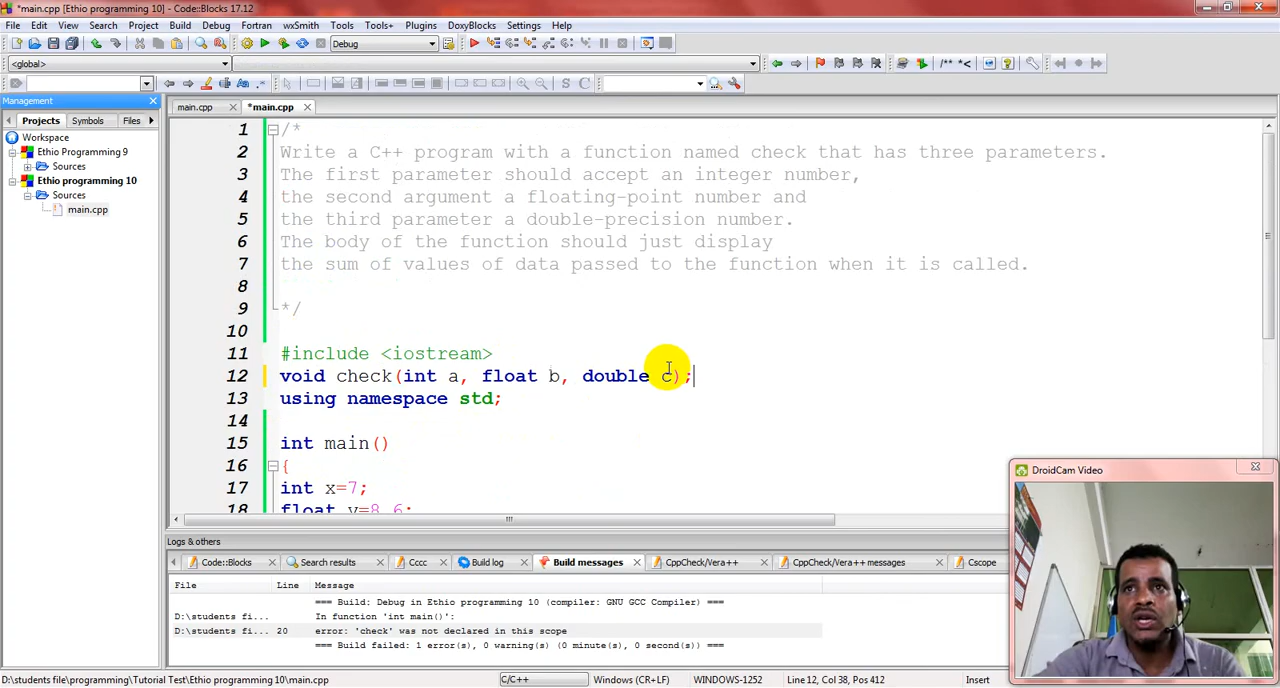 *main.cpp [Ethio programming 10] - Code::Blocks 17.12
File Edit View Search Project Build Debug Fortran wxSmith Tools Tools+ Plugins DoxyBlocks Settings Help
Debug
<global>
/** *<
S C
Management
main.cpp *main.cpp
Projects Symbols Files
Workspace
Ethio Programming 9
Sources
Ethio programming 10
Sources
main.cpp
1 /*
2 Write a C++ program with a function named check that has three parameters.
3 The first parameter should accept an integer number,
4 the second argument a floating-point number and
5 the third parameter a double-precision number.
6 The body of the function should just display
7 the sum of values of data passed to the function when it is called.
8
9 */
10
11 #include <iostream>
12 void check(int a, float b, double c);
13 using namespace std;
14
15 int main()
16 {
17 int x=7;
18 float y=8.6;
DroidCam Video
Logs & others
Code::Blocks Search results Cccc Build log Build messages CppCheck/Vera++ CppCheck/Vera++ messages Cscope
File Line Message
=== Build: Debug in Ethio programming 10 (compiler: GNU GCC Compiler) ===
D:\students fi... In function 'int main()':
D:\students fi... 20 error: 'check' was not declared in this scope
=== Build failed: 1 error(s), 0 warning(s) (0 minute(s), 0 second(s)) ===
D:\students file\programming\Tutorial Test\Ethio programming 10\main.cpp C/C++ Windows (CR+LF) WINDOWS-1252 Line 12, Col 38, Pos 412 Insert